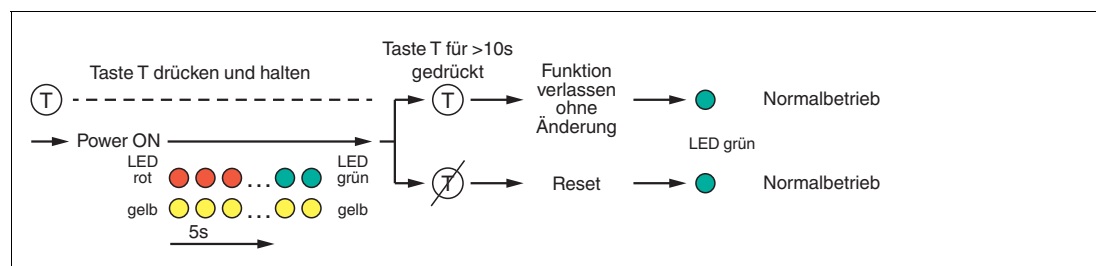 Taste T drücken und halten
T
Power ON
LED
rot
...
LED
grün
gelb
...
gelb
5s
Taste T für >10s
gedrückt
T
Funktion
verlassen
ohne
Änderung
Normalbetrieb
LED grün
T
Reset
Normalbetrieb